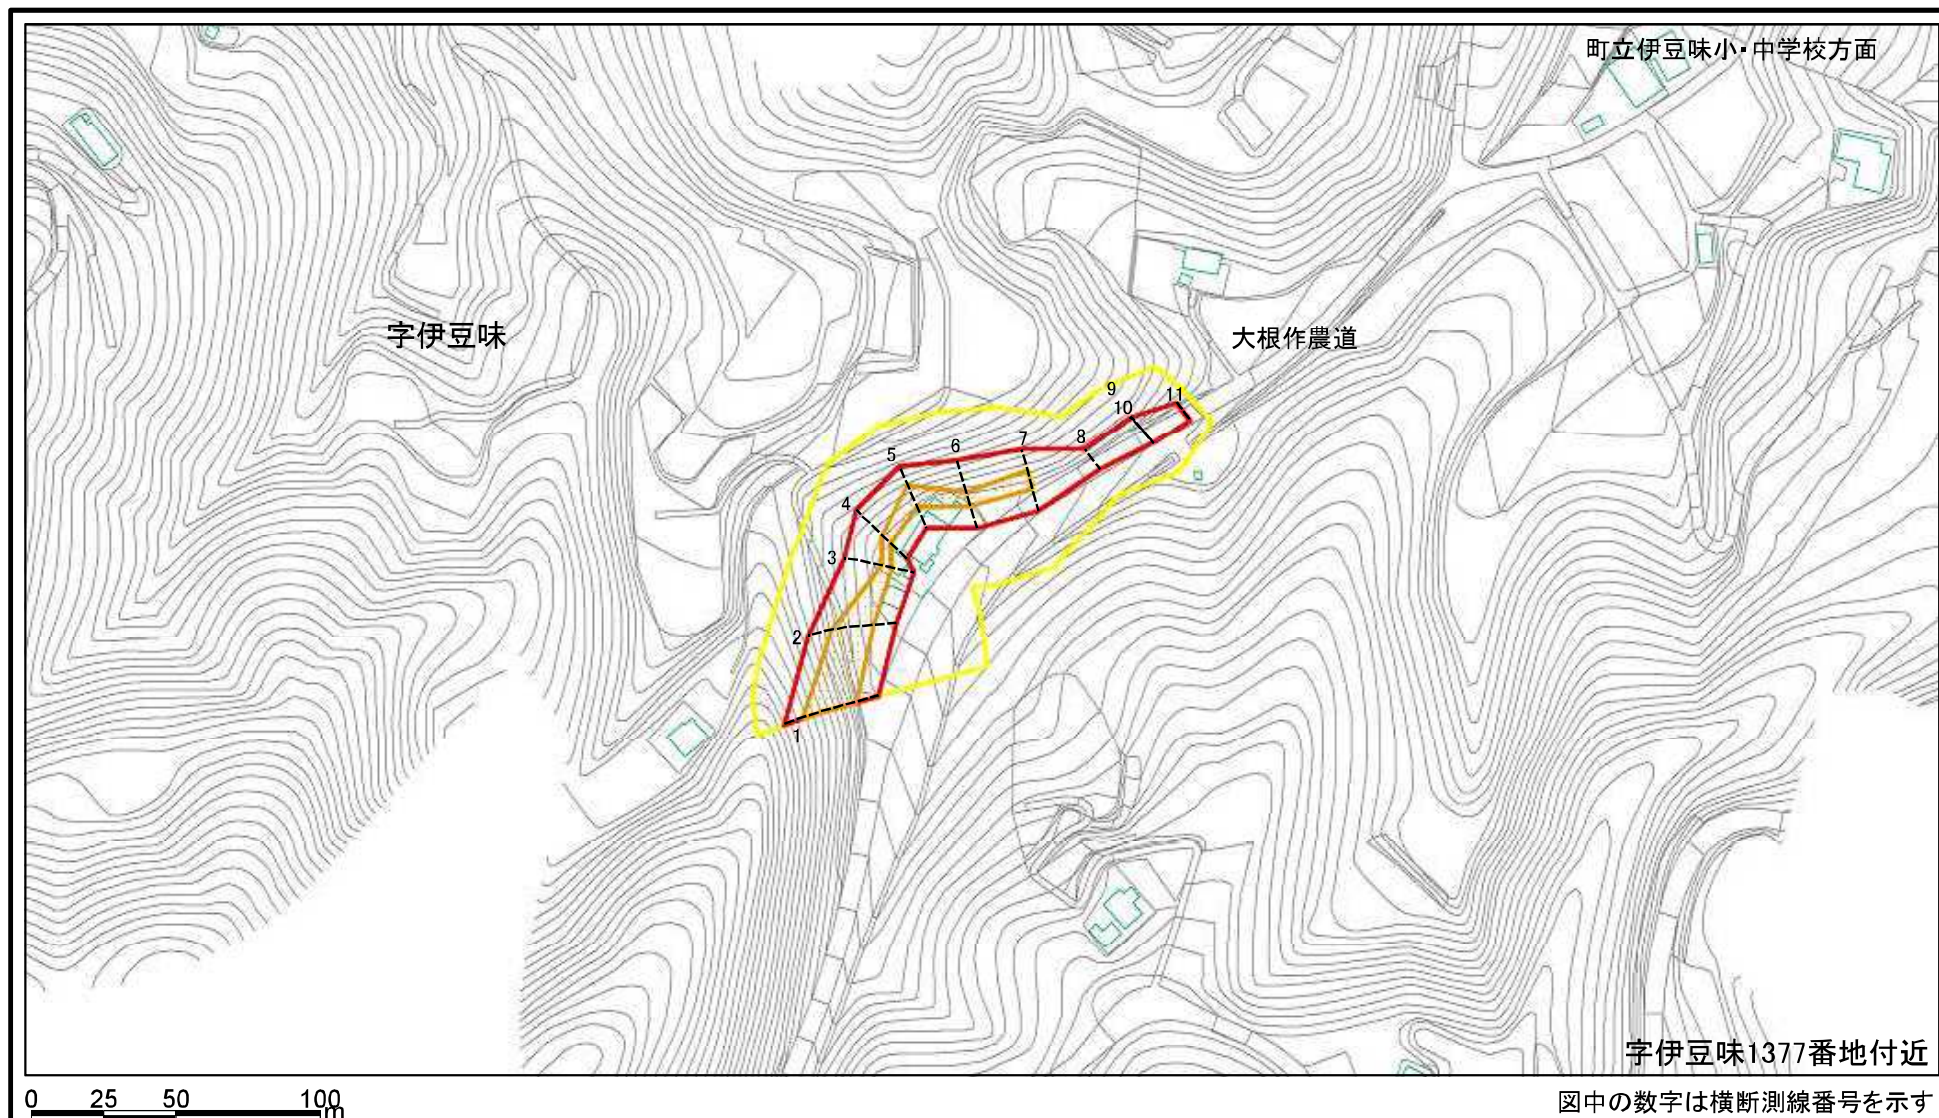 町立伊豆味小・中学校方面
字伊豆味
大根作農道
9
11
10
7
8
6
5
4
3
2
1
字伊豆味1377番地付近
0 25 50 100m
図中の数字は横断測線番号を示す